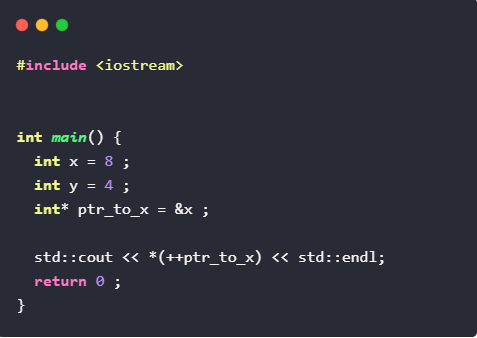 #include <iostream>
int main() {
int x = 8 ;
int y = 4 ;
int* ptr_to_x = &x ;
std::cout << *(++ptr_to_x) << std::endl;
return 0 ;
}